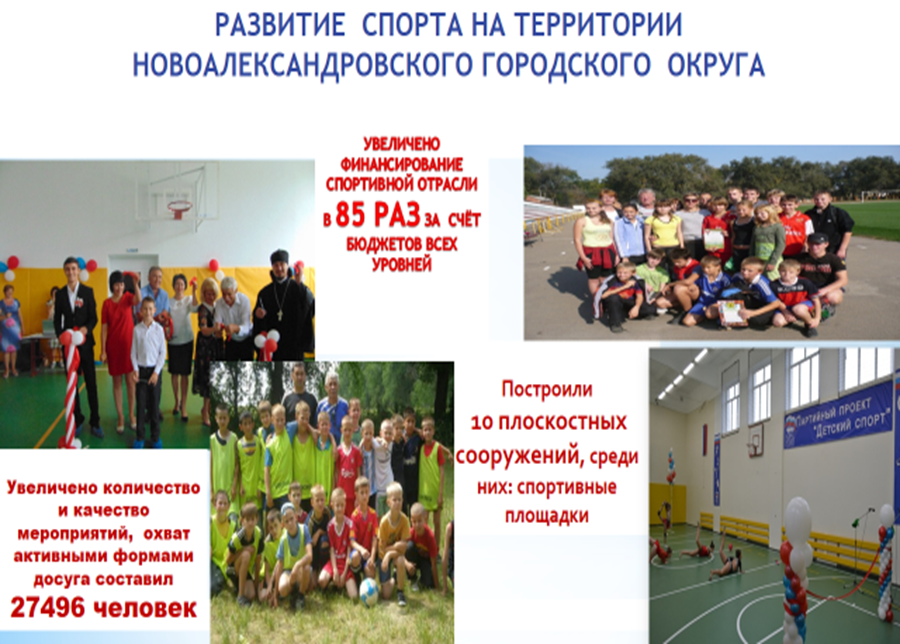 РАЗВИТИЕ СПОРТА НА ТЕРРИТОРИИ
НОВОАЛЕКСАНДРОВСКОГО ГОРОДСКОГО ОКРУГА
УВЕЛИЧЕНО
ФИНАНСИРОВАНИЕ
СПОРТИВНОЙ ОТРАСЛИ
В 85 РАЗ ЗА СЧЁТ
БЮДЖЕТОВ ВСЕХ
УРОВНЕЙ
Построили
10 плоскостных
сооружений, среди
них: спортивные
площадки
ПАРТИЙНЫЙ ПРОЕКТ
"ДЕТСКИЙ СПОРТ"
Увеличено количество
и качество
мероприятий, охват
активными формами
досуга составил
27496 человек